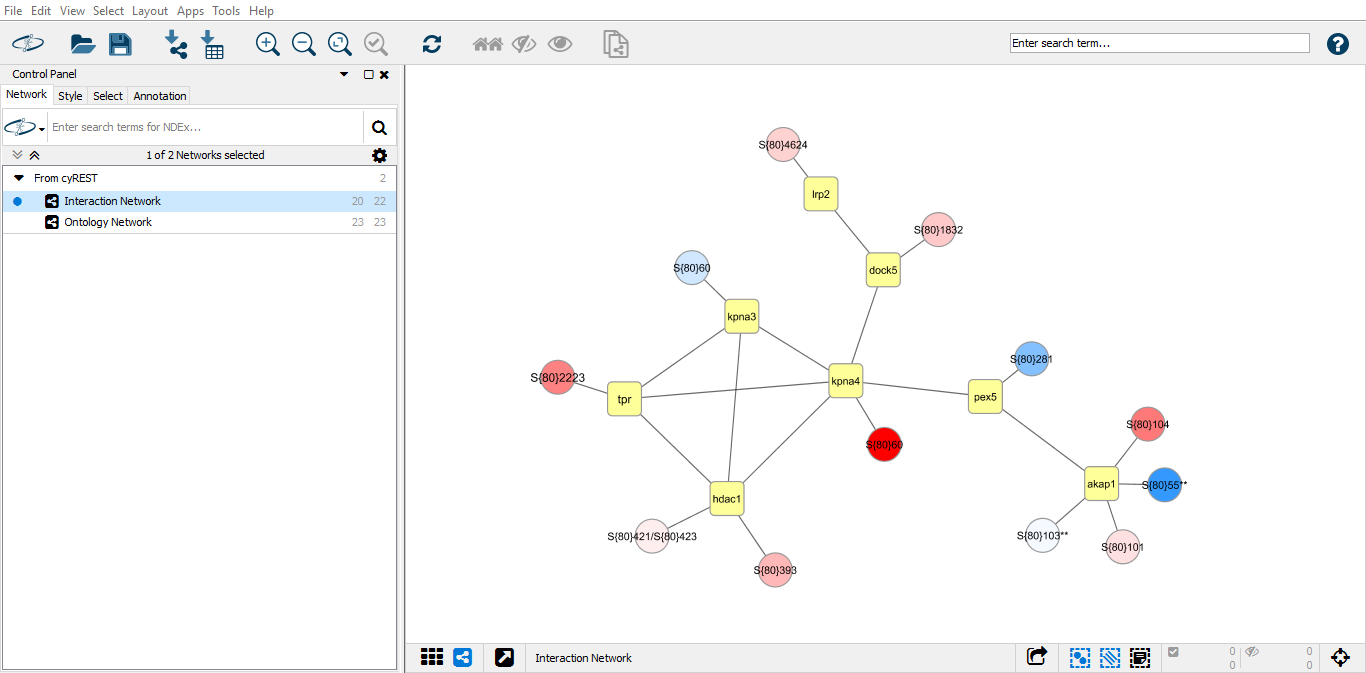 File Edit View Select Layout Apps Tools Help
Enter search term...
Control Panel
Network Style Select Annotation
Enter search terms for NDEx...
1 of 2 Networks selected
From cyREST 2
Interaction Network 20 22
Ontology Network 23 23
S{80}4624
lrp2
S{80}1832
dock5
S{80}60
kpna3
S{80}281
S{80}2223
kpna4
pex5
tpr
S{80}104
S{80}60
akap1
S{80}55**
hdac1
S{80}421/S{80}423
S{80}103**
S{80}101
S{80}393
Interaction Network
0 0
0 0